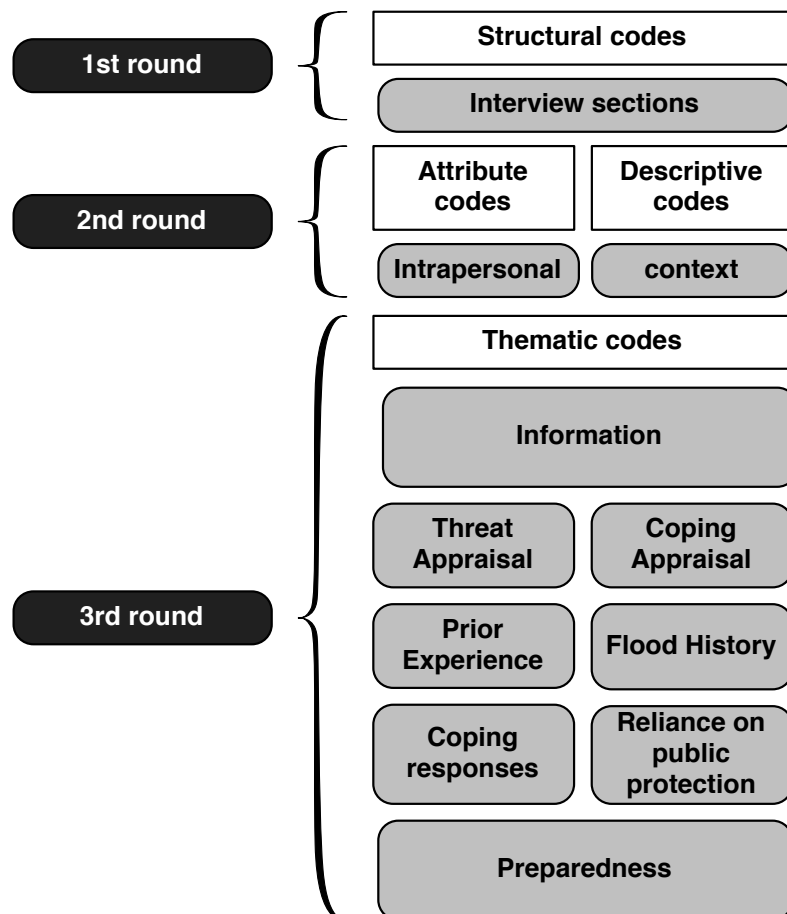 1st round
Structural codes
Interview sections
2nd round
Attribute
codes
Descriptive
codes
Intrapersonal
context
3rd round
Thematic codes
Information
Threat
Appraisal
Coping
Appraisal
Prior
Experience
Flood History
Coping
responses
Reliance on
public
protection
Preparedness